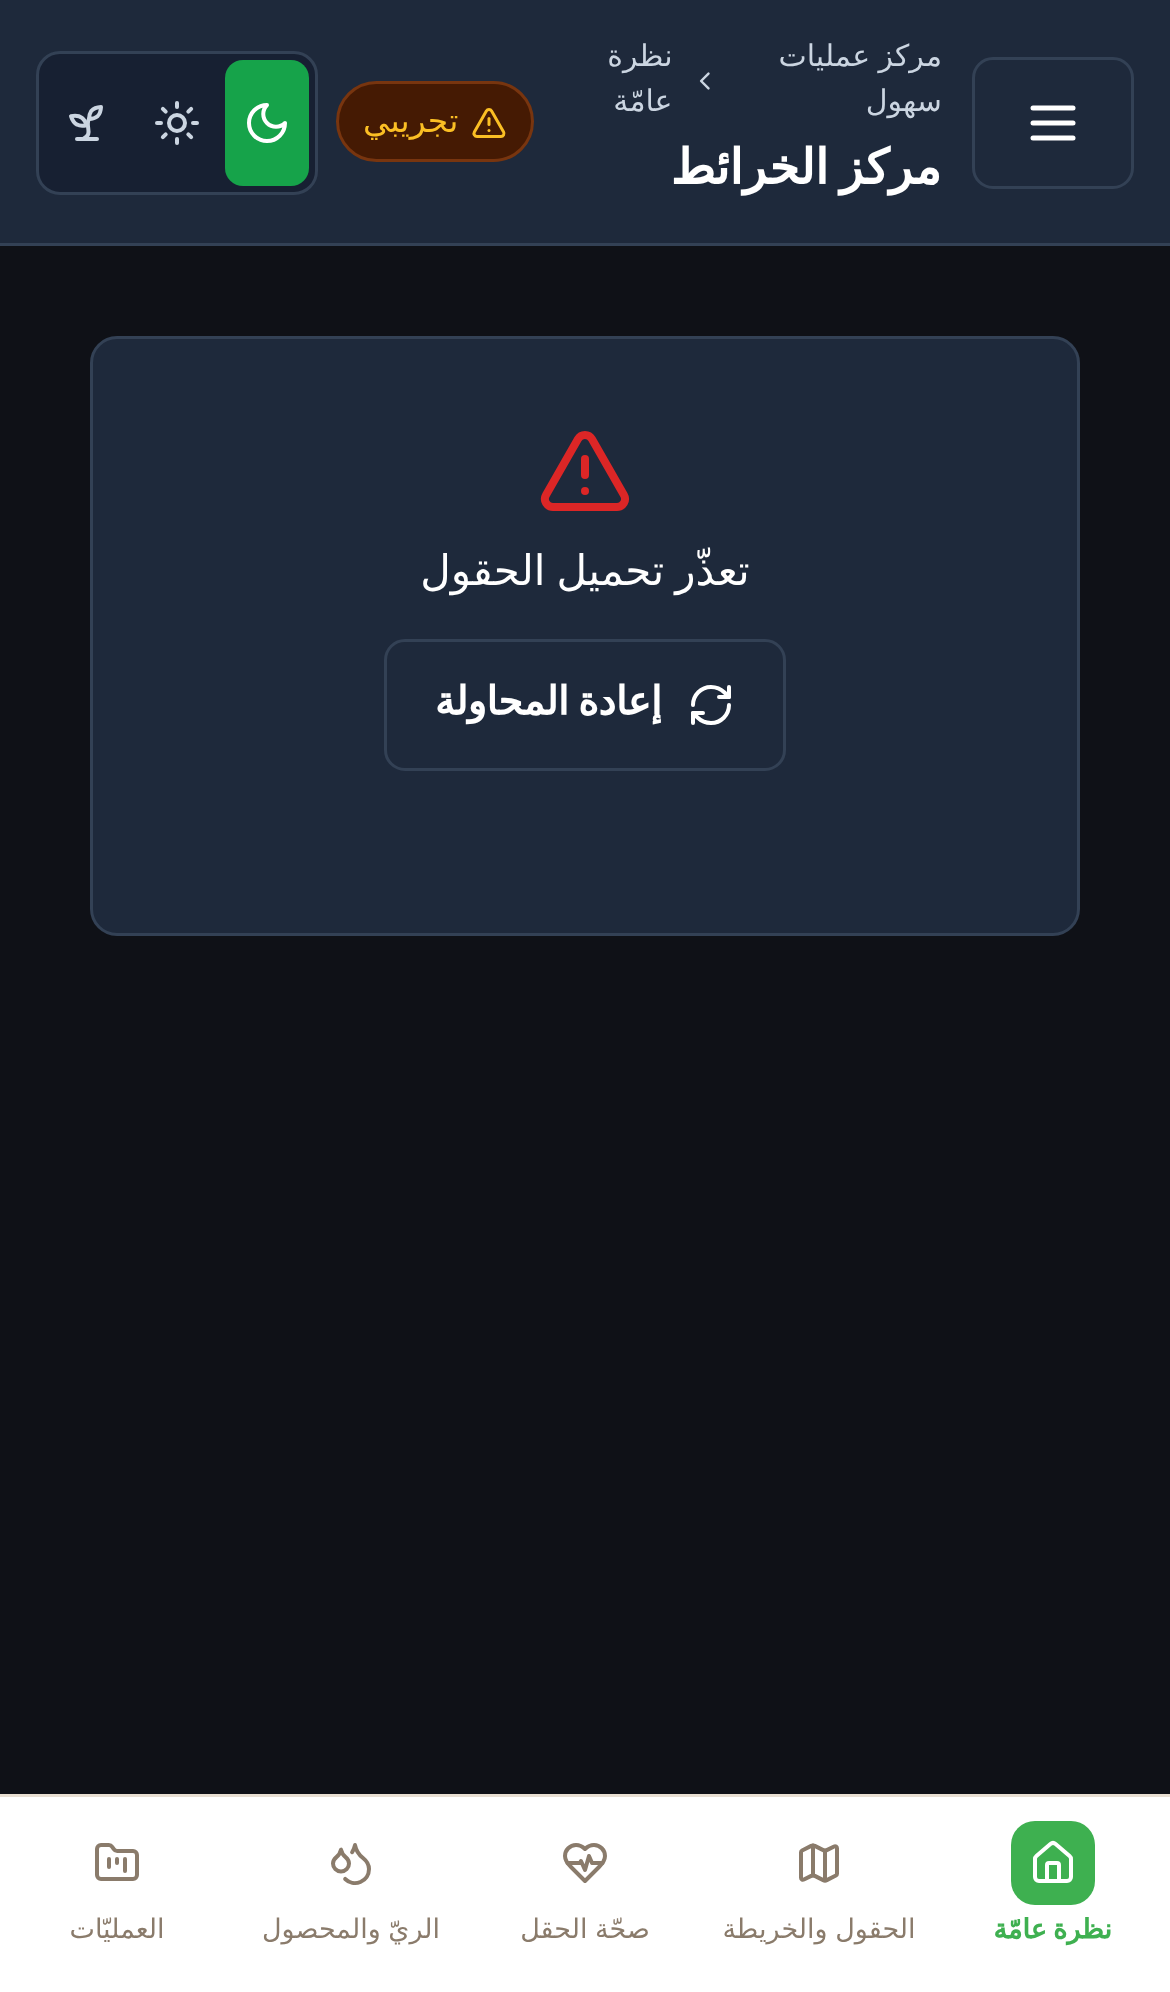 مركز عمليات
سهول
نظرة
عامّة
مركز الخرائط
تجريبي
تعذّر تحميل الحقول
إعادة المحاولة
نظرة عامّة
الحقول والخريطة
صحّة الحقل
الريّ والمحصول
العمليّات